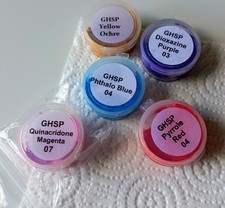 GHSP
Yellow
Ochre
GHSP
Dioxazine
Purple
03
GHSP
Phthalo Blue
04
GHSP
Quinacridone
Magenta
07
GHSP
Pyrrole
Red
04